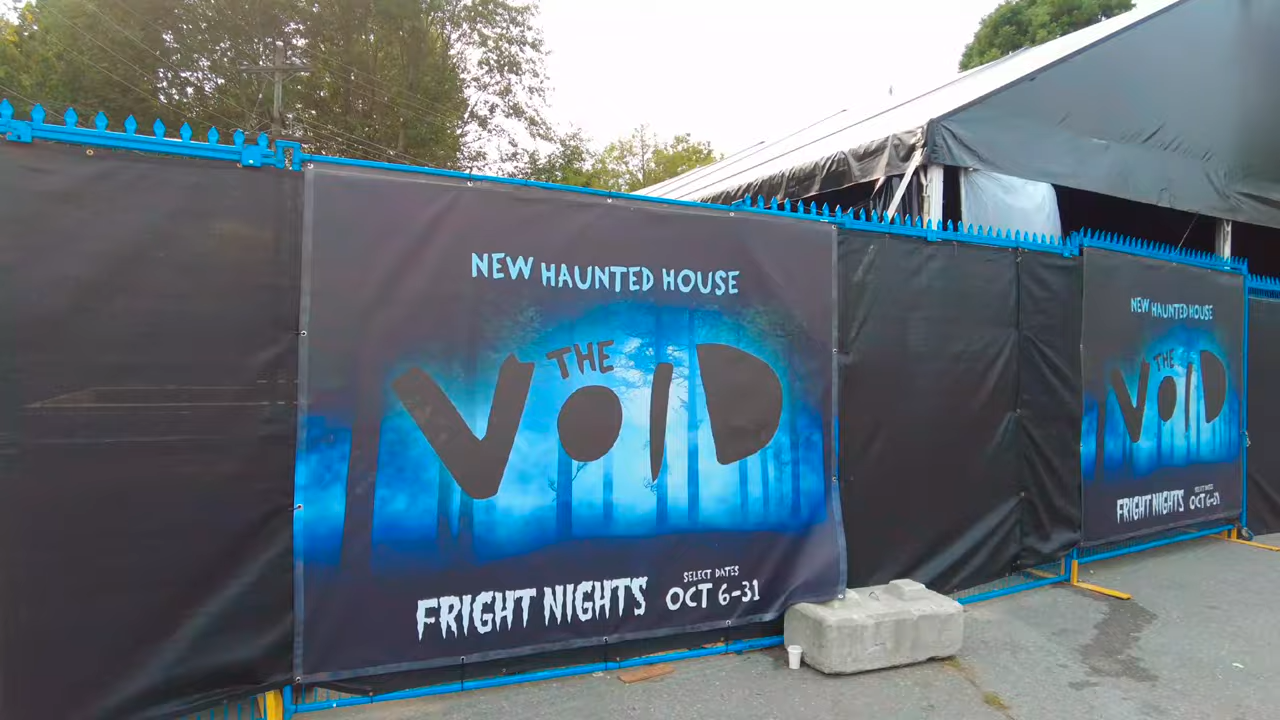 NEW HAUNTED HOUSE
THE
VOID
FRIGHT NIGHTS
SELECT DATES
OCT 6-31
NEW HAUNTED HOUSE
THE
VOID
FRIGHT NIGHTS
SELECT DATES
OCT 6-31